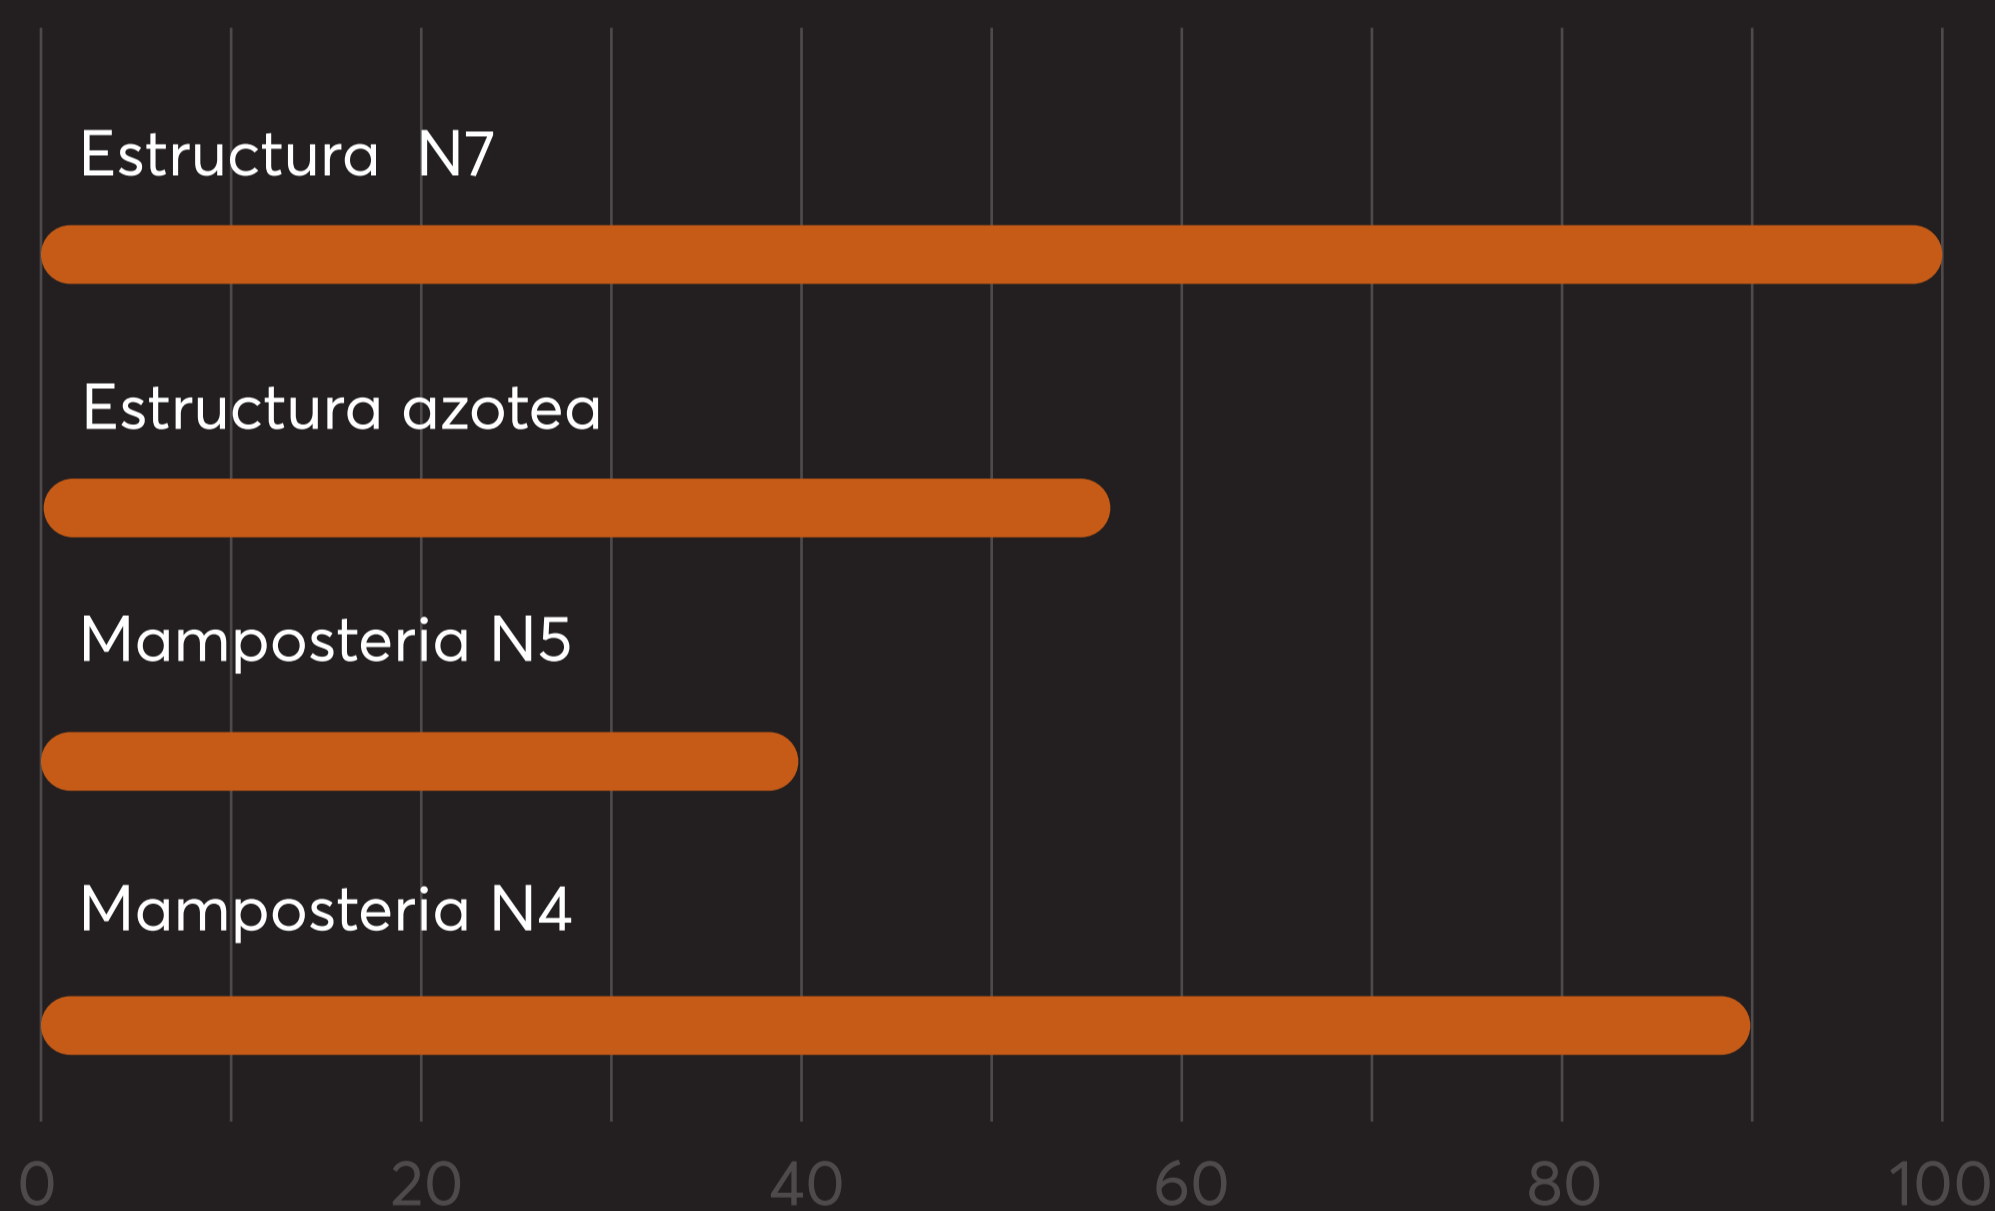 Estructura  N7
Estructura azotea
Mamposteria N5
Mamposteria N4
0 20 40 60 80 100